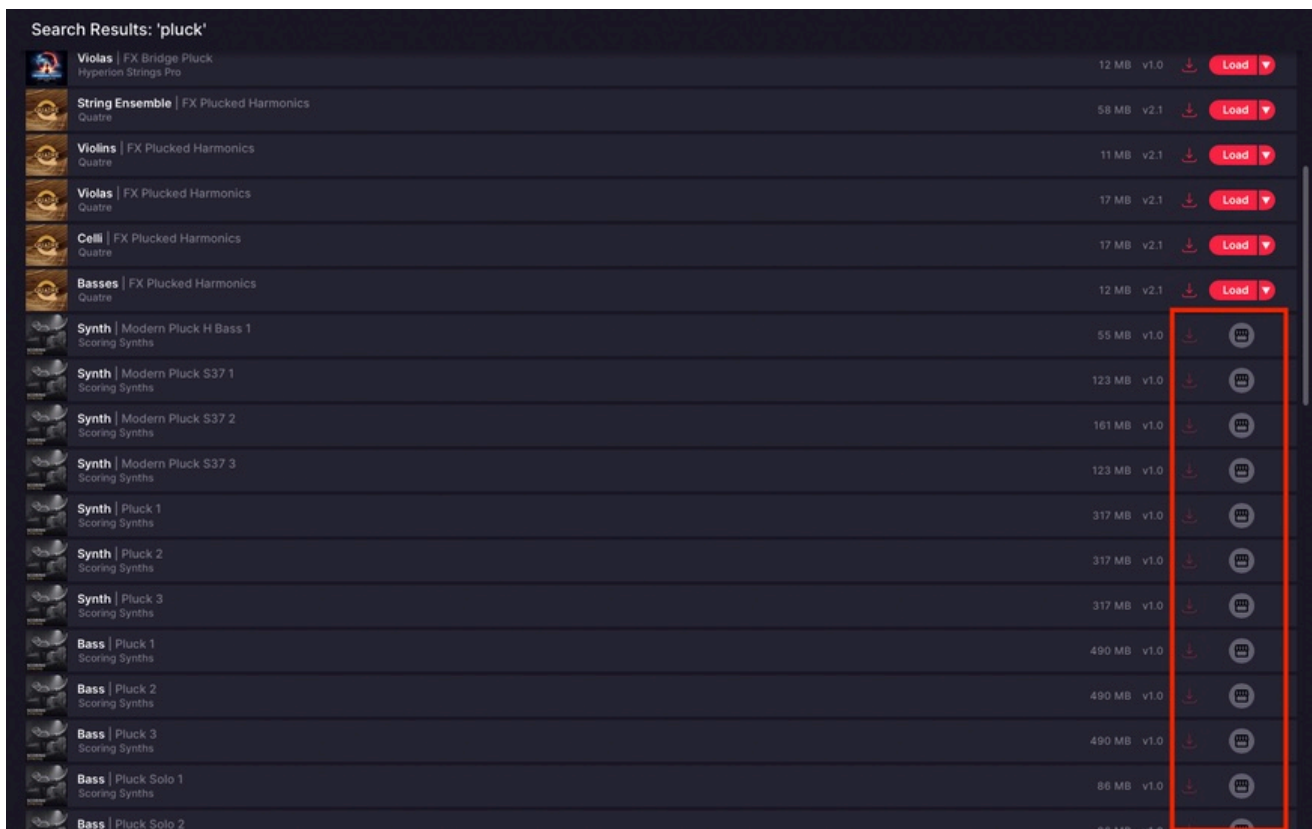 Search Results: 'pluck'
Violas | FX Bridge Pluck
Hyperion Strings Pro
12 MB v1.0 Load
String Ensemble | FX Plucked Harmonics
Quatre
58 MB v2.1 Load
Violins | FX Plucked Harmonics
Quatre
11 MB v2.1 Load
Violas | FX Plucked Harmonics
Quatre
17 MB v2.1 Load
Celli | FX Plucked Harmonics
Quatre
17 MB v2.1 Load
Basses | FX Plucked Harmonics
Quatre
12 MB v2.1 Load
Synth | Modern Pluck H Bass 1
Scoring Synths
55 MB v1.0
Synth | Modern Pluck S37 1
Scoring Synths
123 MB v1.0
Synth | Modern Pluck S37 2
Scoring Synths
161 MB v1.0
Synth | Modern Pluck S37 3
Scoring Synths
123 MB v1.0
Synth | Pluck 1
Scoring Synths
317 MB v1.0
Synth | Pluck 2
Scoring Synths
317 MB v1.0
Synth | Pluck 3
Scoring Synths
317 MB v1.0
Bass | Pluck 1
Scoring Synths
490 MB v1.0
Bass | Pluck 2
Scoring Synths
490 MB v1.0
Bass | Pluck 3
Scoring Synths
490 MB v1.0
Bass | Pluck Solo 1
Scoring Synths
86 MB v1.0
Bass | Pluck Solo 2